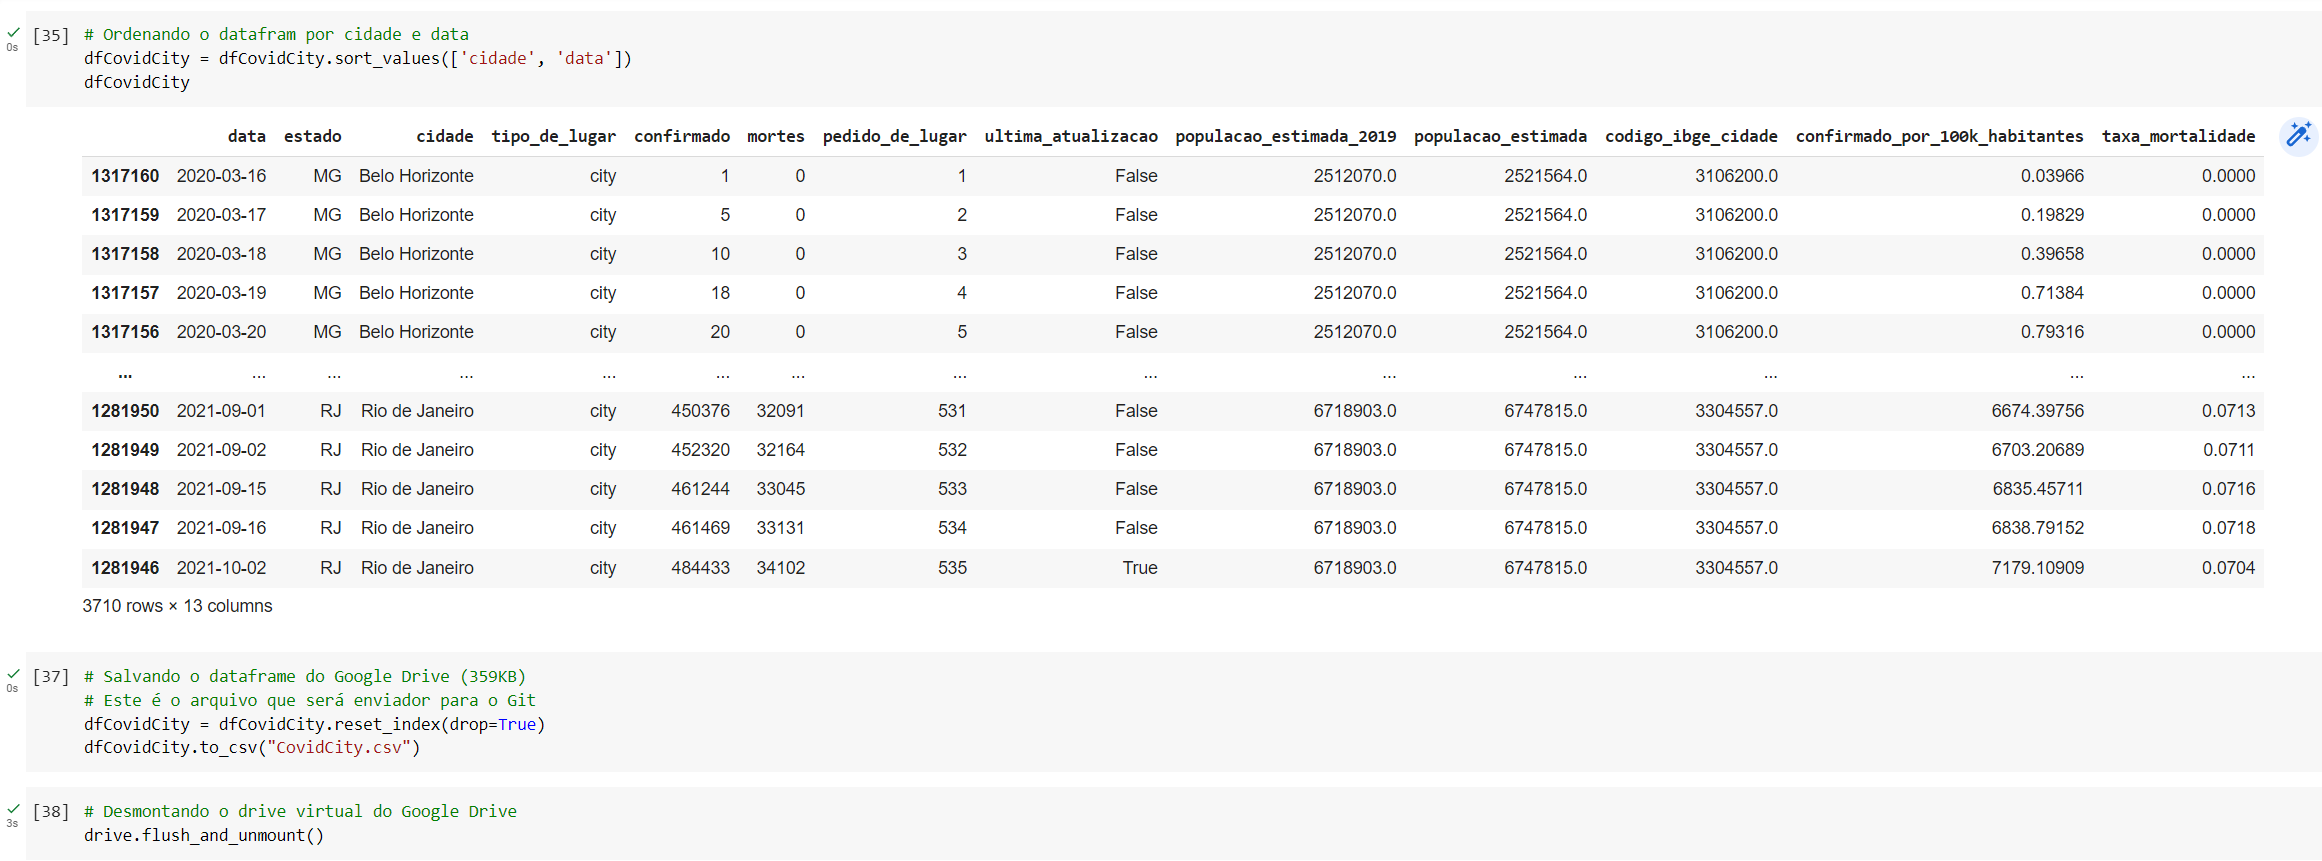 [35] # Ordenando o datafram por cidade e data
0s dfCovidCity = dfCovidCity.sort_values(['cidade', 'data'])
dfCovidCity
data estado cidade tipo_de_lugar confirmado mortes pedido_de_lugar ultima_atualizacao populacao_estimada_2019 populacao_estimada codigo_ibge_cidade confirmado_por_100k_habitantes taxa_mortalidade
1317160 2020-03-16 MG Belo Horizonte city 1 0 1 False 2512070.0 2521564.0 3106200.0 0.03966 0.0000
1317159 2020-03-17 MG Belo Horizonte city 5 0 2 False 2512070.0 2521564.0 3106200.0 0.19829 0.0000
1317158 2020-03-18 MG Belo Horizonte city 10 0 3 False 2512070.0 2521564.0 3106200.0 0.39658 0.0000
1317157 2020-03-19 MG Belo Horizonte city 18 0 4 False 2512070.0 2521564.0 3106200.0 0.71384 0.0000
1317156 2020-03-20 MG Belo Horizonte city 20 0 5 False 2512070.0 2521564.0 3106200.0 0.79316 0.0000
... ... ... ... ... ... ... ... ... ... ... ... ... ...
1281950 2021-09-01 RJ Rio de Janeiro city 450376 32091 531 False 6718903.0 6747815.0 3304557.0 6674.39756 0.0713
1281949 2021-09-02 RJ Rio de Janeiro city 452320 32164 532 False 6718903.0 6747815.0 3304557.0 6703.20689 0.0711
1281948 2021-09-15 RJ Rio de Janeiro city 461244 33045 533 False 6718903.0 6747815.0 3304557.0 6835.45711 0.0716
1281947 2021-09-16 RJ Rio de Janeiro city 461469 33131 534 False 6718903.0 6747815.0 3304557.0 6838.79152 0.0718
1281946 2021-10-02 RJ Rio de Janeiro city 484433 34102 535 True 6718903.0 6747815.0 3304557.0 7179.10909 0.0704
3710 rows × 13 columns
[37] # Salvando o dataframe do Google Drive (359KB)
0s # Este é o arquivo que será enviador para o Git
dfCovidCity = dfCovidCity.reset_index(drop=True)
dfCovidCity.to_csv("CovidCity.csv")
[38] # Desmontando o drive virtual do Google Drive
3s drive.flush_and_unmount()